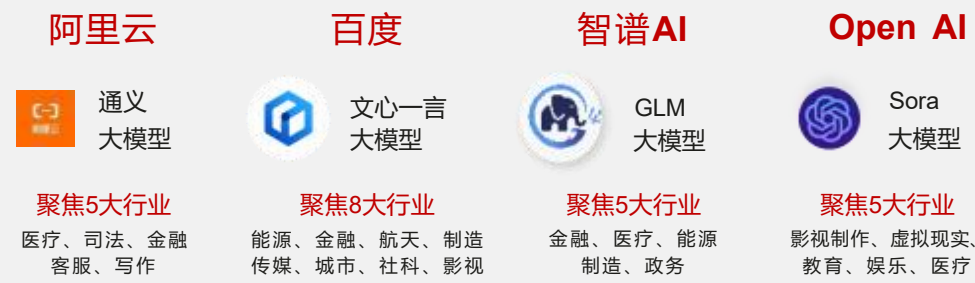 阿里云
通义
大模型
聚焦5大行业
医疗、司法、金融
客服、写作
百度
文心一言
大模型
聚焦8大行业
能源、金融、航天、制造
传媒、城市、社科、影视
智谱AI
GLM
大模型
聚焦5大行业
金融、医疗、能源
制造、政务
Open AI
Sora
大模型
聚焦5大行业
影视制作、虚拟现实、
教育、娱乐、医疗